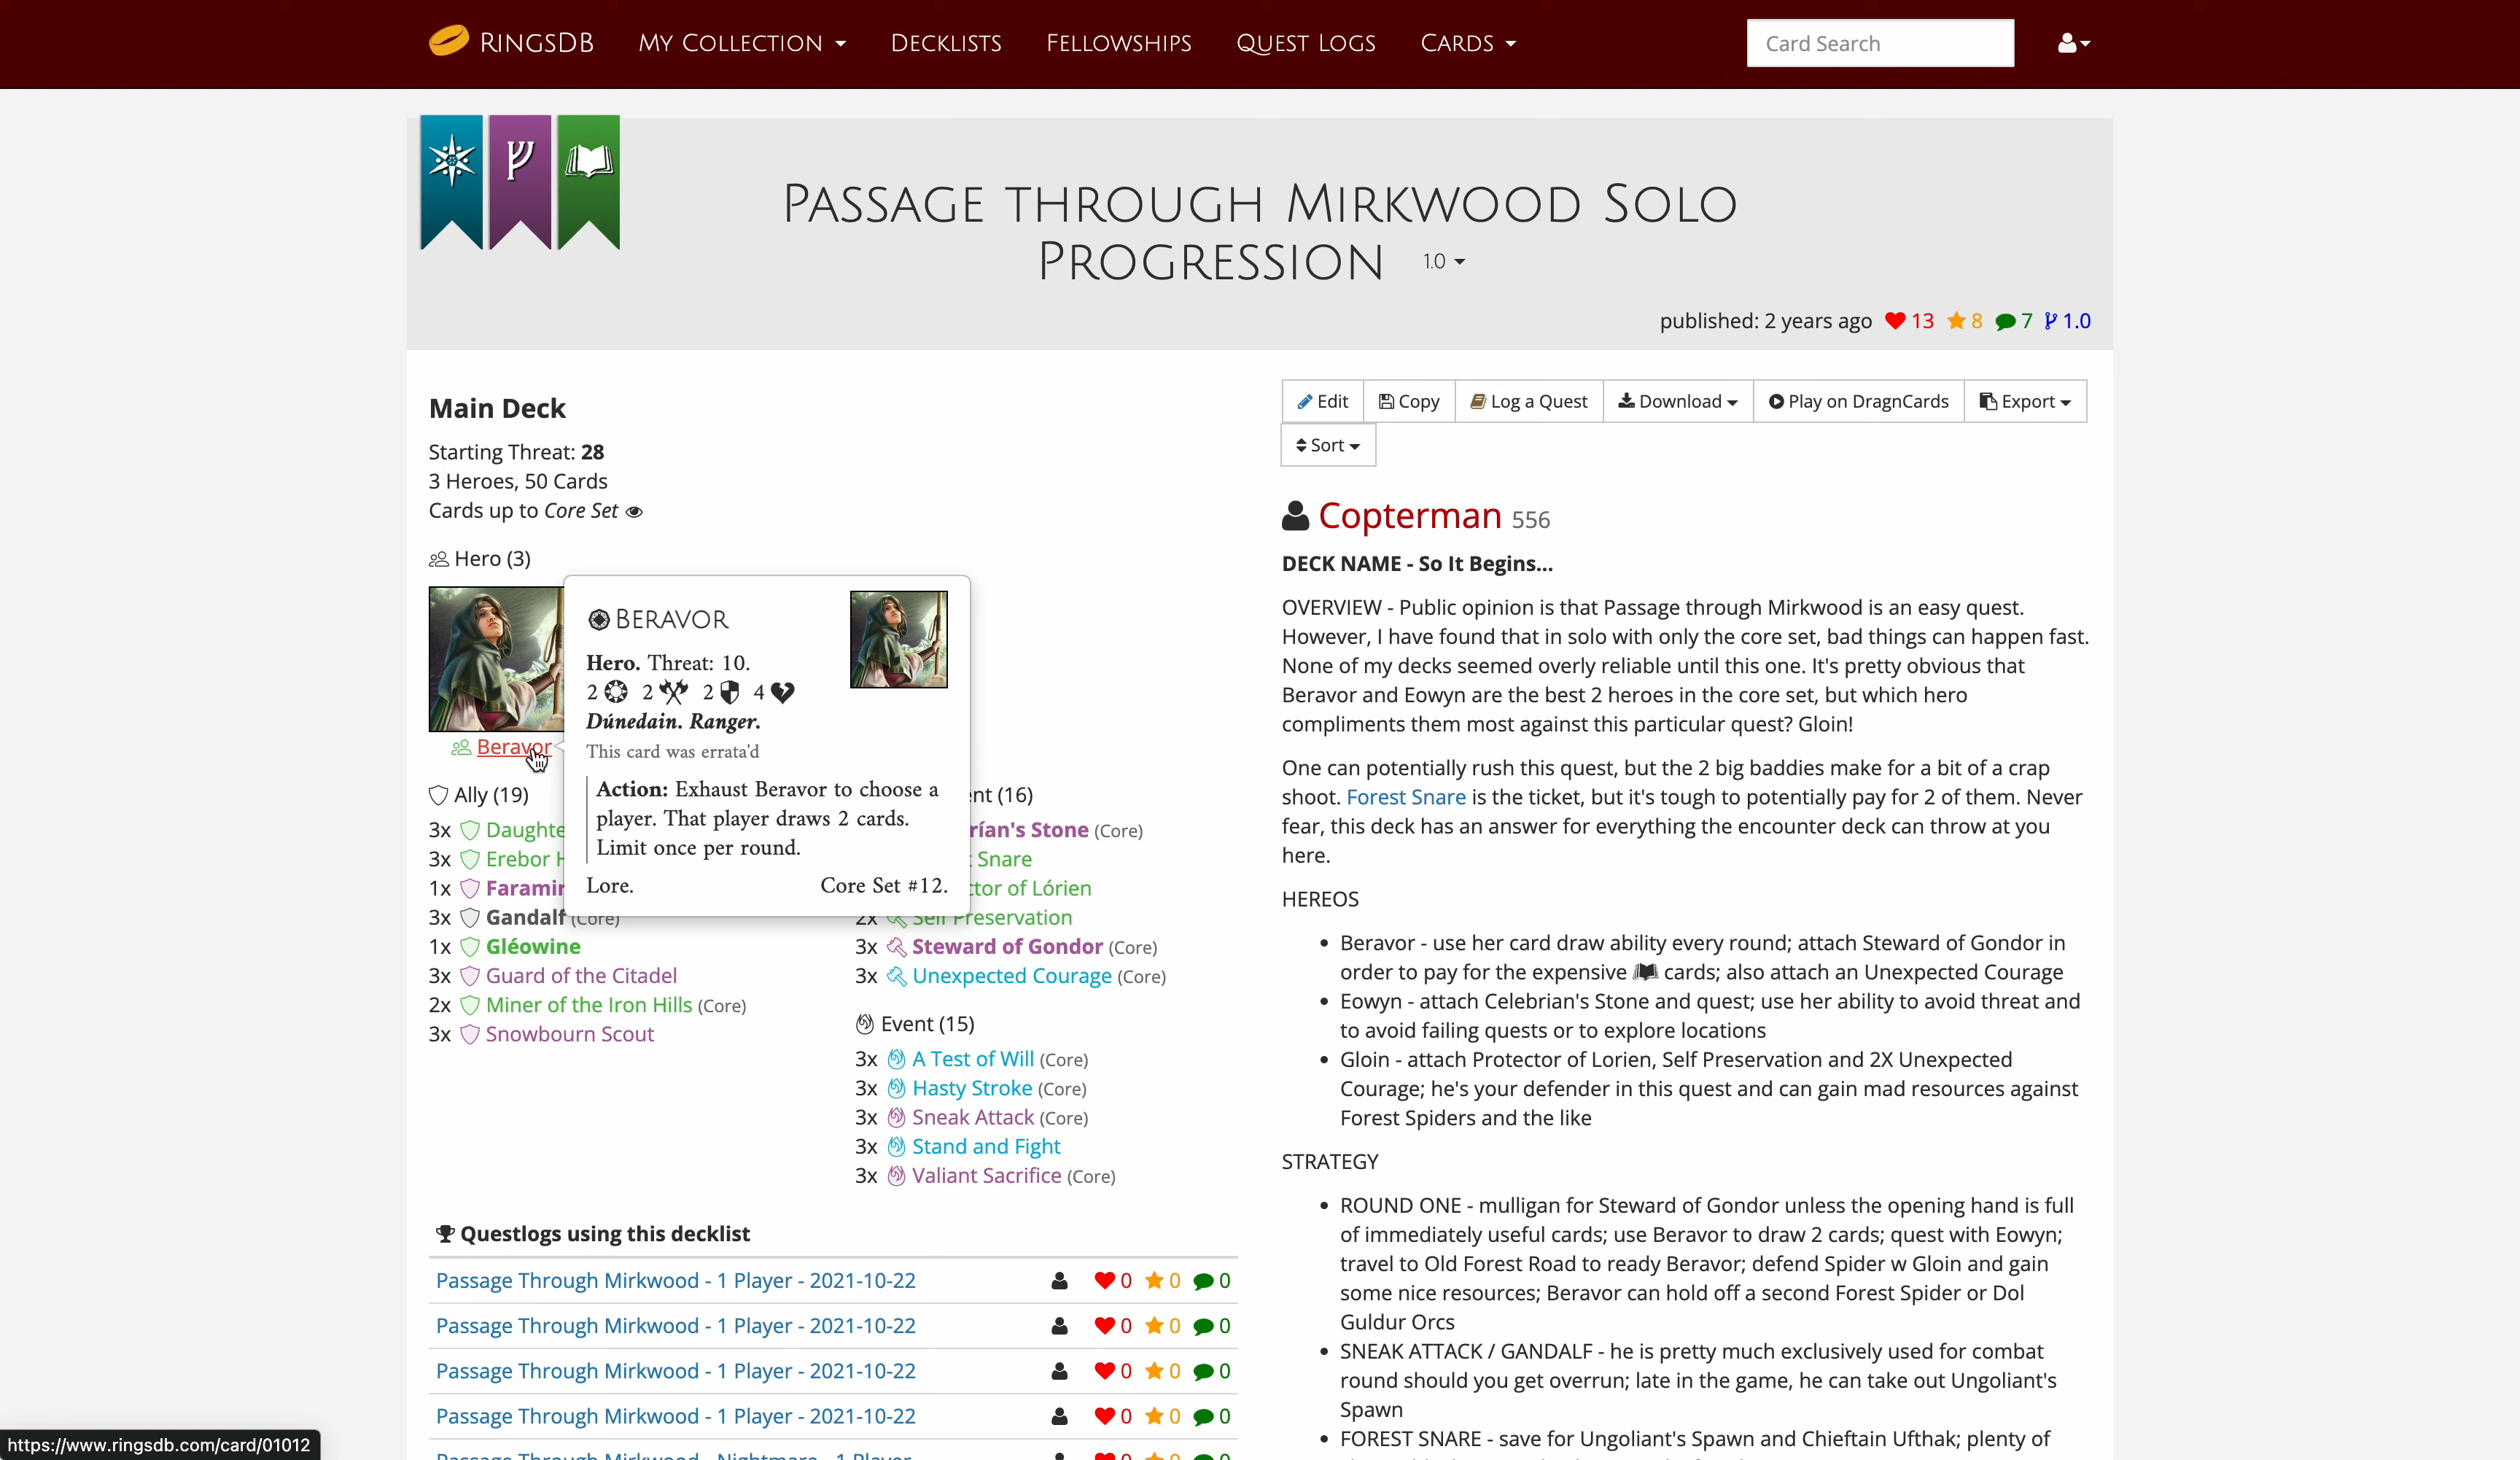 RINGSDB
MY COLLECTION
DECKLISTS
FELLOWSHIPS
QUEST LOGS
CARDS
Card Search
PASSAGE THROUGH MIRKWOOD SOLO
PROGRESSION 1.0
published: 2 years ago 13 8 7 1.0
Main Deck
Starting Threat: 28
3 Heroes, 50 Cards
Cards up to Core Set
Hero (3)
Beravor
BERAVOR
Hero. Threat: 10.
2 2 2 4
Dúnedain. Ranger.
This card was errata'd
Action: Exhaust Beravor to choose a
player. That player draws 2 cards.
Limit once per round.
Lore. Core Set #12.
Ally (19)
3x Daughte
3x Erebor H
1x Faramir
3x Gandalf (Core)
1x Gléowine
3x Guard of the Citadel
2x Miner of the Iron Hills (Core)
3x Snowbourn Scout
ent (16)
rían's Stone (Core)
Snare
ctor of Lórien
2x Self Preservation
3x Steward of Gondor (Core)
3x Unexpected Courage (Core)
Event (15)
3x A Test of Will (Core)
3x Hasty Stroke (Core)
3x Sneak Attack (Core)
3x Stand and Fight
3x Valiant Sacrifice (Core)
Questlogs using this decklist
Passage Through Mirkwood - 1 Player - 2021-10-22 0 0 0
Passage Through Mirkwood - 1 Player - 2021-10-22 0 0 0
Passage Through Mirkwood - 1 Player - 2021-10-22 0 0 0
Passage Through Mirkwood - 1 Player - 2021-10-22 0 0 0
Passage Through Mirkwood - Nightmare - 1 Player
Edit
Copy
Log a Quest
Download
Play on DragnCards
Export
Sort
Copterman 556
DECK NAME - So It Begins...
OVERVIEW - Public opinion is that Passage through Mirkwood is an easy quest.
However, I have found that in solo with only the core set, bad things can happen fast.
None of my decks seemed overly reliable until this one. It's pretty obvious that
Beravor and Eowyn are the best 2 heroes in the core set, but which hero
compliments them most against this particular quest? Gloin!
One can potentially rush this quest, but the 2 big baddies make for a bit of a crap
shoot. Forest Snare is the ticket, but it's tough to potentially pay for 2 of them. Never
fear, this deck has an answer for everything the encounter deck can throw at you
here.
HEREOS
• Beravor - use her card draw ability every round; attach Steward of Gondor in
order to pay for the expensive cards; also attach an Unexpected Courage
• Eowyn - attach Celebrian's Stone and quest; use her ability to avoid threat and
to avoid failing quests or to explore locations
• Gloin - attach Protector of Lorien, Self Preservation and 2X Unexpected
Courage; he's your defender in this quest and can gain mad resources against
Forest Spiders and the like
STRATEGY
• ROUND ONE - mulligan for Steward of Gondor unless the opening hand is full
of immediately useful cards; use Beravor to draw 2 cards; quest with Eowyn;
travel to Old Forest Road to ready Beravor; defend Spider w Gloin and gain
some nice resources; Beravor can hold off a second Forest Spider or Dol
Guldur Orcs
• SNEAK ATTACK / GANDALF - he is pretty much exclusively used for combat
round should you get overrun; late in the game, he can take out Ungoliant's
Spawn
• FOREST SNARE - save for Ungoliant's Spawn and Chieftain Ufthak; plenty of
https://www.ringsdb.com/card/01012